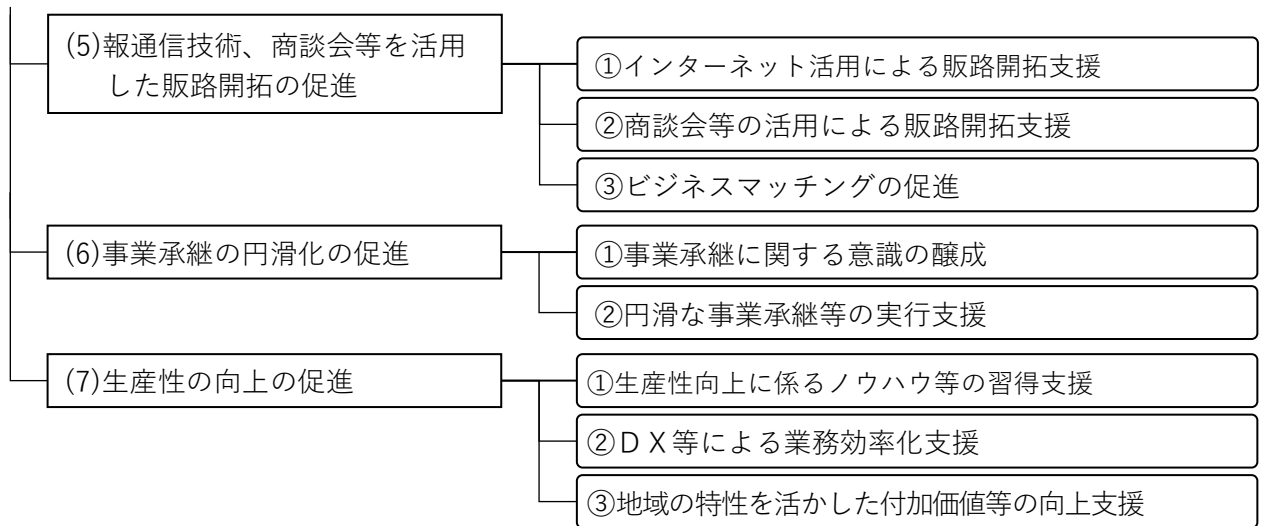 (5)報通信技術、商談会等を活用
した販路開拓の促進
①インターネット活用による販路開拓支援
②商談会等の活用による販路開拓支援
③ビジネスマッチングの促進
(6)事業承継の円滑化の促進
①事業承継に関する意識の醸成
②円滑な事業承継等の実行支援
(7)生産性の向上の促進
①生産性向上に係るノウハウ等の習得支援
②ＤＸ等による業務効率化支援
③地域の特性を活かした付加価値等の向上支援